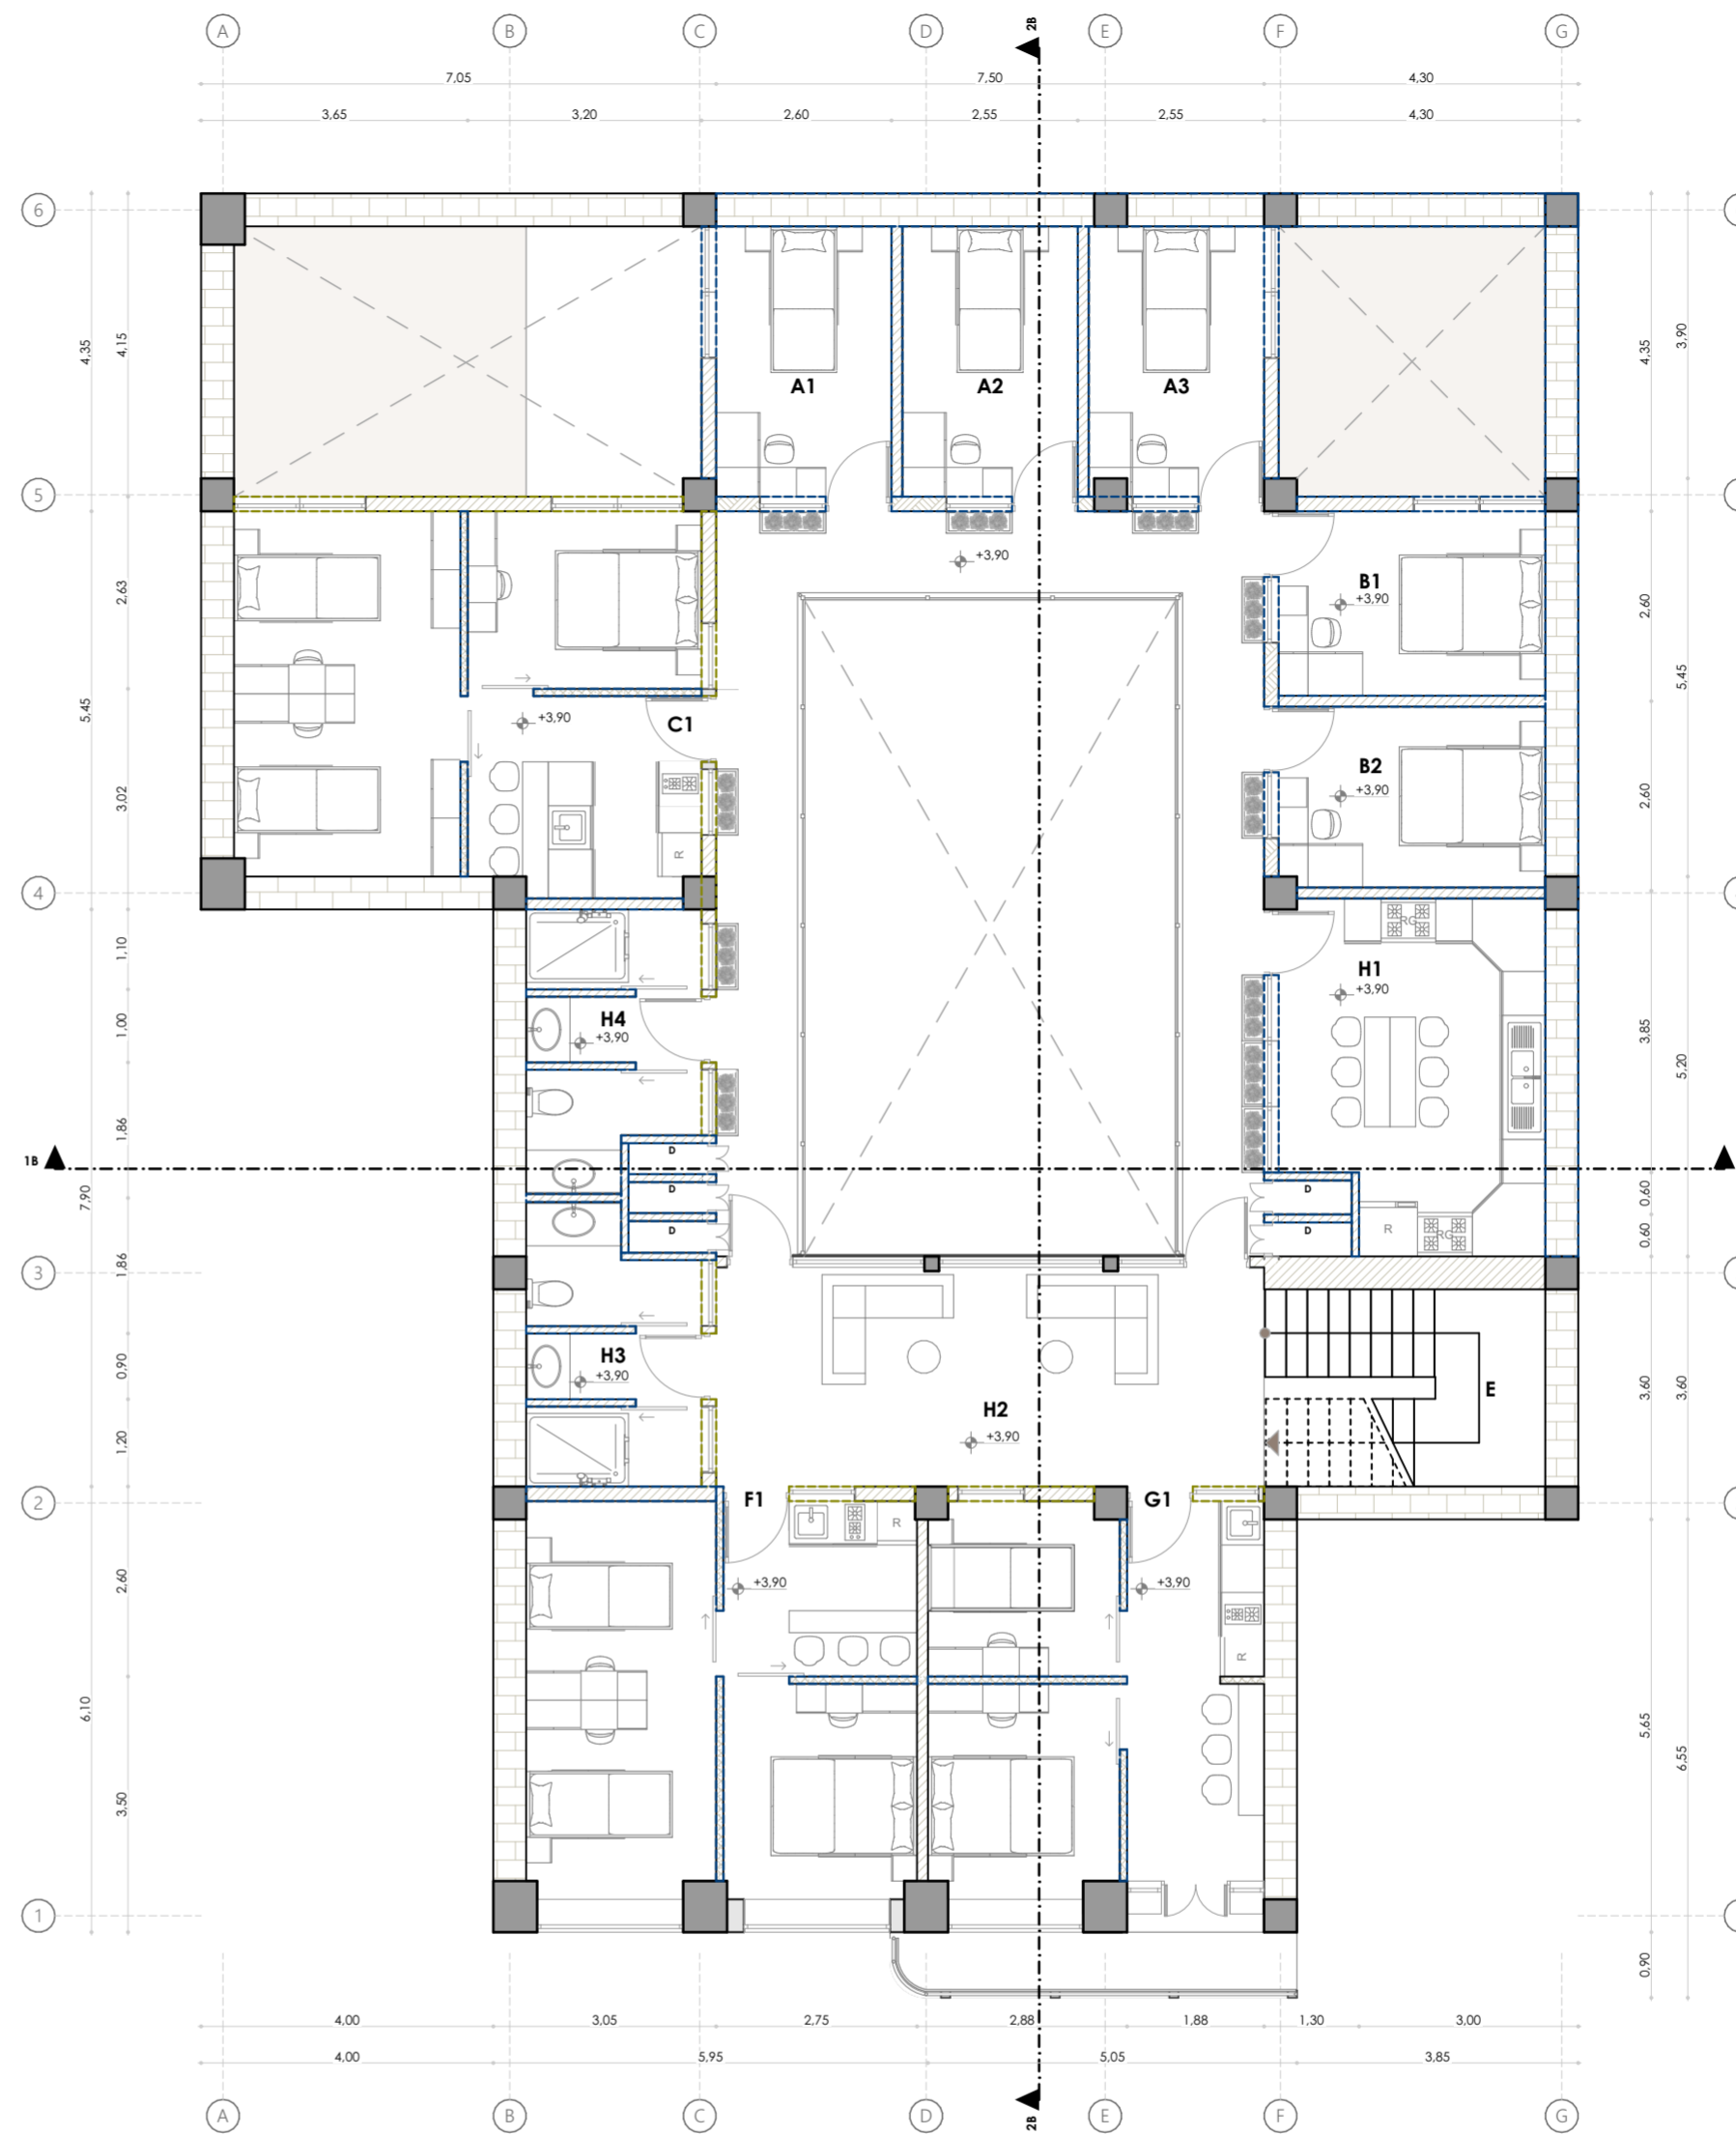 A B C D 2B E F G
7,05 7,50 4,30
3,65 3,20 2,60 2,55 2,55 4,30
6
4,35 4,15 4,35 3,90
A1 A2 A3
5
+3,90
2,63 B1 2,60
+3,90
5,45 5,45
C1
+3,90
B2
+3,90
3,02 2,60
R
4
1,10 RG
H1
+3,90
1,00 H4
+3,90
3,85
5,20
1,86
D
1B
7,90 D D 0,60
D D R RG 0,60
3 1,86
0,90 H3
+3,90
E 3,60 3,60
1,20 H2
+3,90
2 F1 G1
R
2,60 +3,90 +3,90
R
6,10 5,65
6,55
3,50
1
0,90
4,00 3,05 2,75 2,88 1,88 1,30 3,00
4,00 5,95 5,05 3,85
A B C D 2B E F G